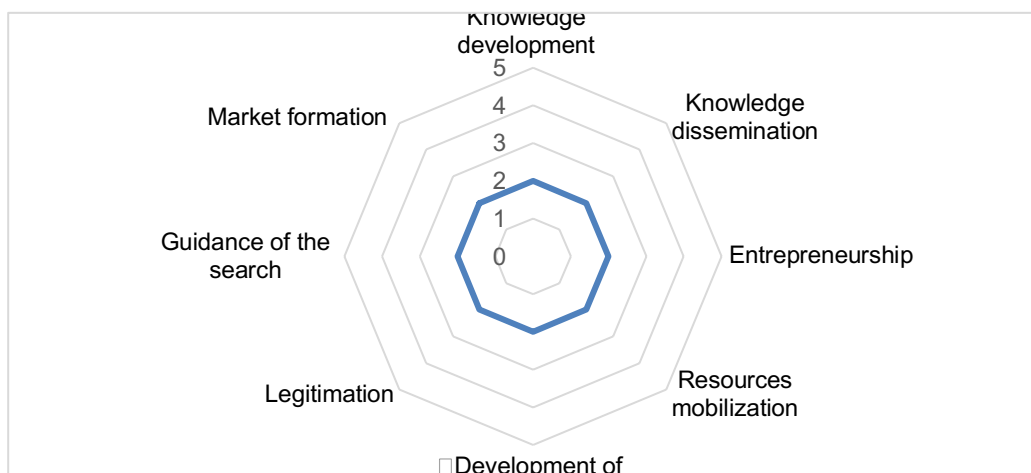 Knowledge
development
5
Knowledge
dissemination
4
Market formation
3
2
1
Guidance of the
search
0
Entrepreneurship
Resources
mobilization
Legitimation
Development of